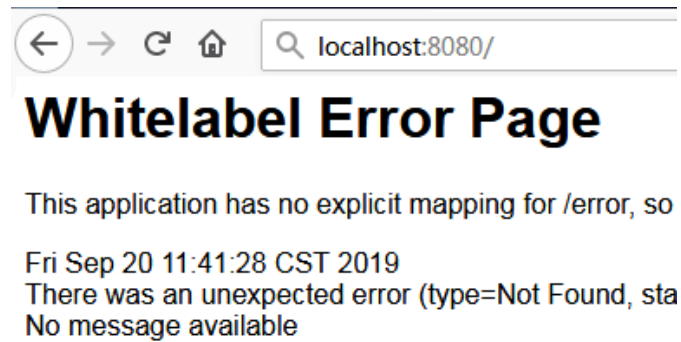 localhost:8080/
Whitelabel Error Page
This application has no explicit mapping for /error, so
Fri Sep 20 11:41:28 CST 2019
There was an unexpected error (type=Not Found, sta
No message available